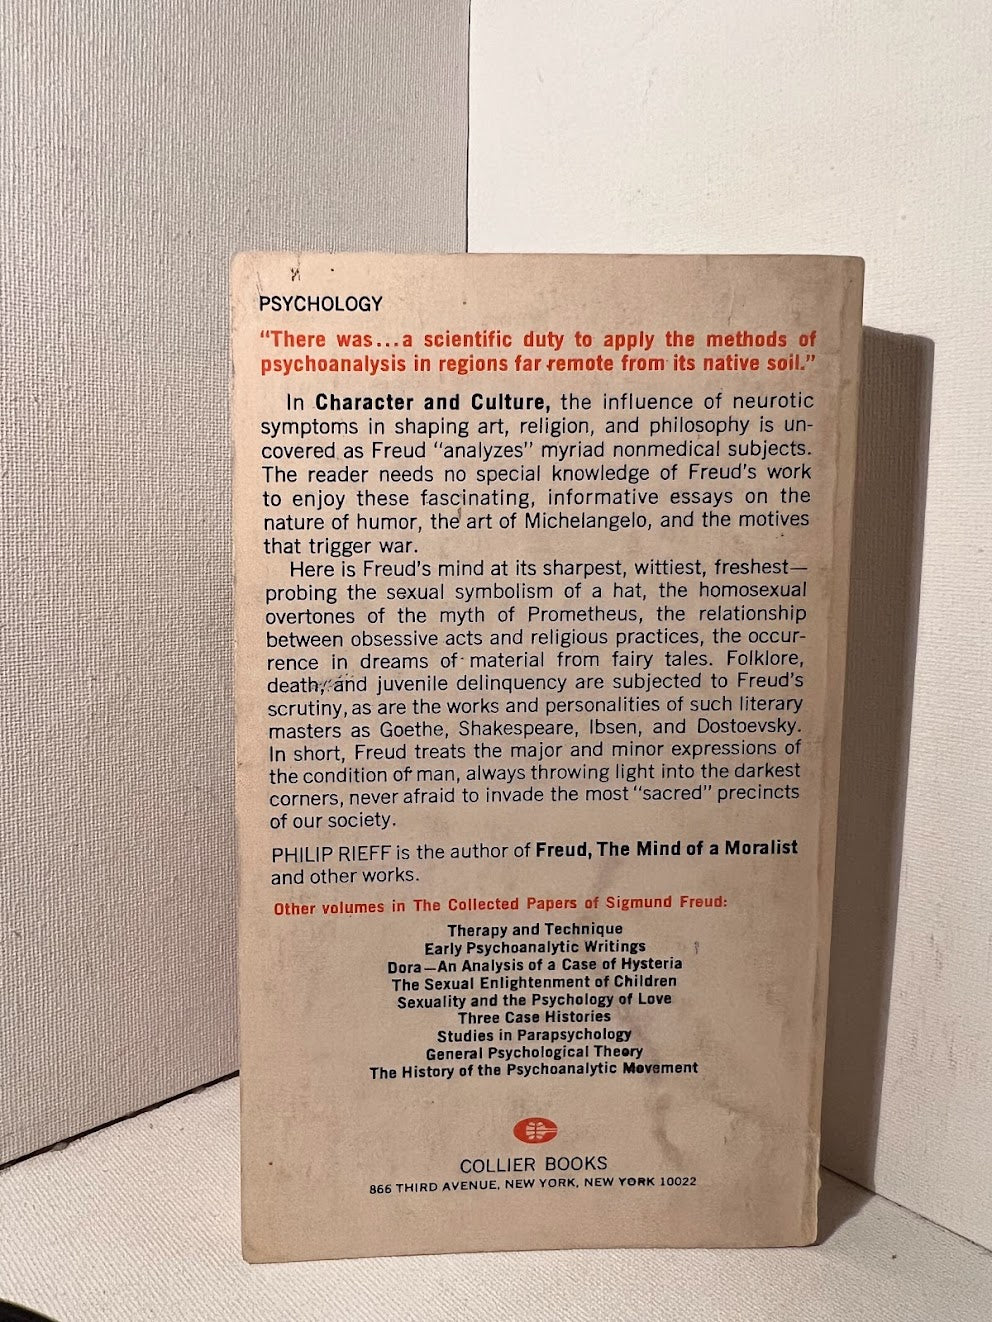 PSYCHOLOGY
“There was...a scientific duty to apply the methods of
psychoanalysis in regions far remote from its native soil.”
In Character and Culture, the influence of neurotic
symptoms in shaping art, religion, and philosophy is un-
covered as Freud “analyzes” myriad nonmedical subjects.
The reader needs no special knowledge of Freud’s work
to enjoy these fascinating, informative essays on the
nature of humor, the art of Michelangelo, and the motives
that trigger war.
Here is Freud’s mind at its sharpest, wittiest, freshest—
probing the sexual symbolism of a hat, the homosexual
overtones of the myth of Prometheus, the relationship
between obsessive acts and religious practices, the occur-
rence in dreams of material from fairy tales. Folklore,
death, and juvenile delinquency are subjected to Freud’s
scrutiny, as are the works and personalities of such literary
masters as Goethe, Shakespeare, Ibsen, and Dostoevsky.
In short, Freud treats the major and minor expressions of
the condition of man, always throwing light into the darkest
corners, never afraid to invade the most “sacred” precincts
of our society.
PHILIP RIEFF is the author of Freud, The Mind of a Moralist
and other works.
Other volumes in The Collected Papers of Sigmund Freud:
Therapy and Technique
Early Psychoanalytic Writings
Dora—An Analysis of a Case of Hysteria
The Sexual Enlightenment of Children
Sexuality and the Psychology of Love
Three Case Histories
Studies in Parapsychology
General Psychological Theory
The History of the Psychoanalytic Movement
COLLIER BOOKS
866 THIRD AVENUE, NEW YORK, NEW YORK 10022